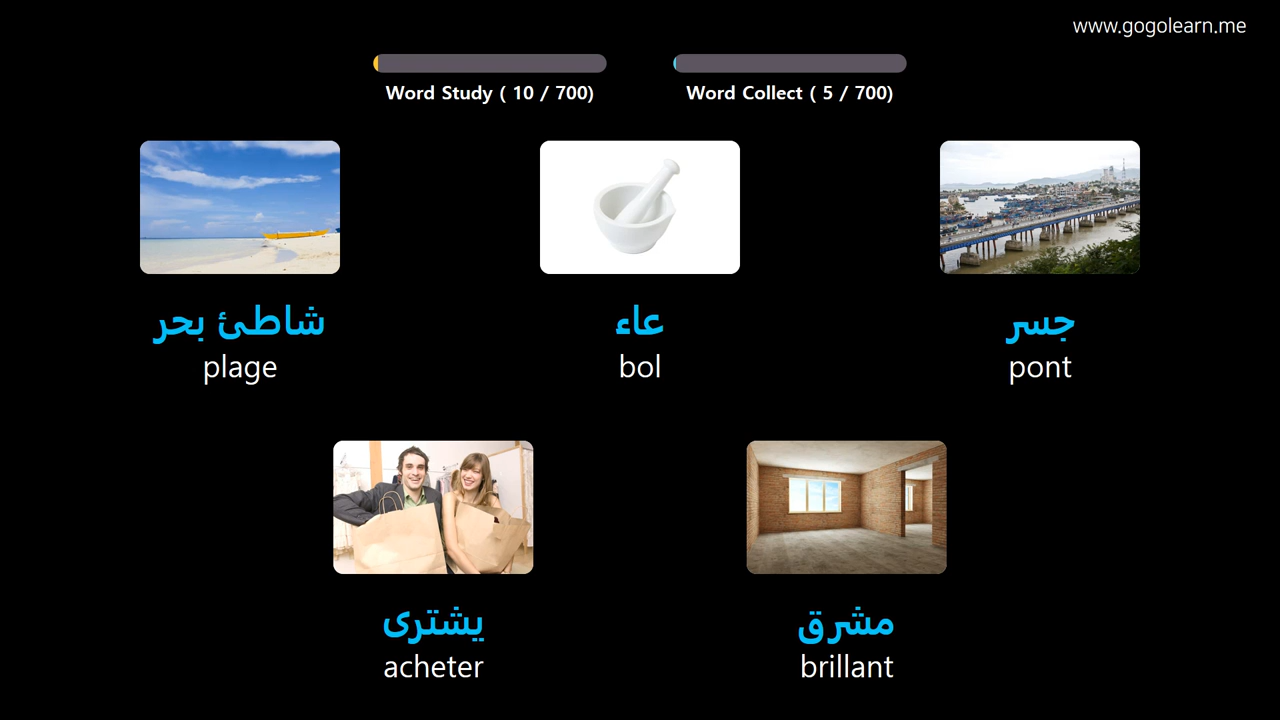 www.gogolearn.me
Word Study ( 10 / 700)
Word Collect ( 5 / 700)
شاطئ بحر
plage
عاء
bol
جسر
pont
يشترى
acheter
مشرق
brillant